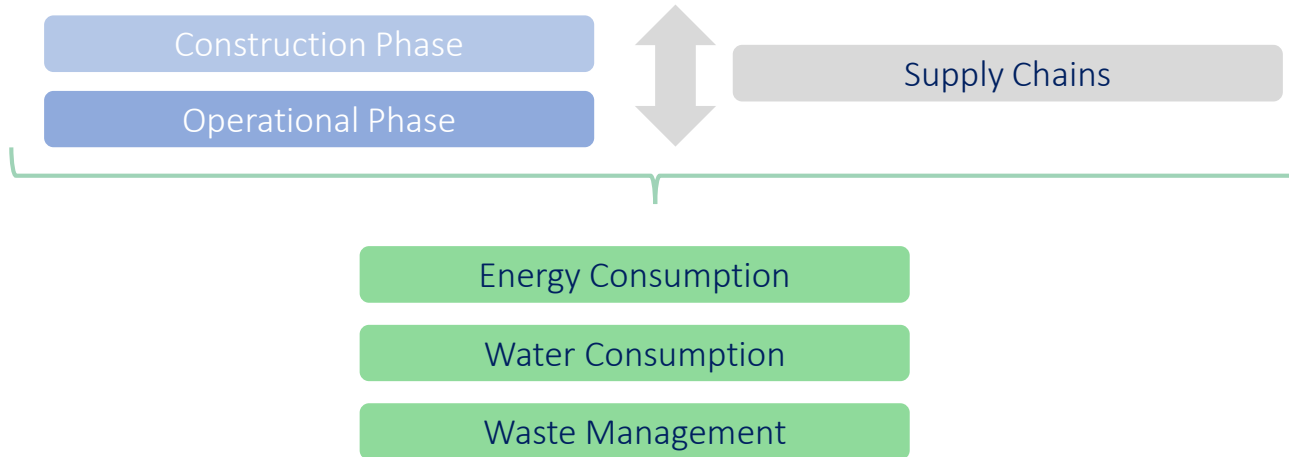 Construction Phase
Supply Chains
Operational Phase
Energy Consumption
Water Consumption
Waste Management